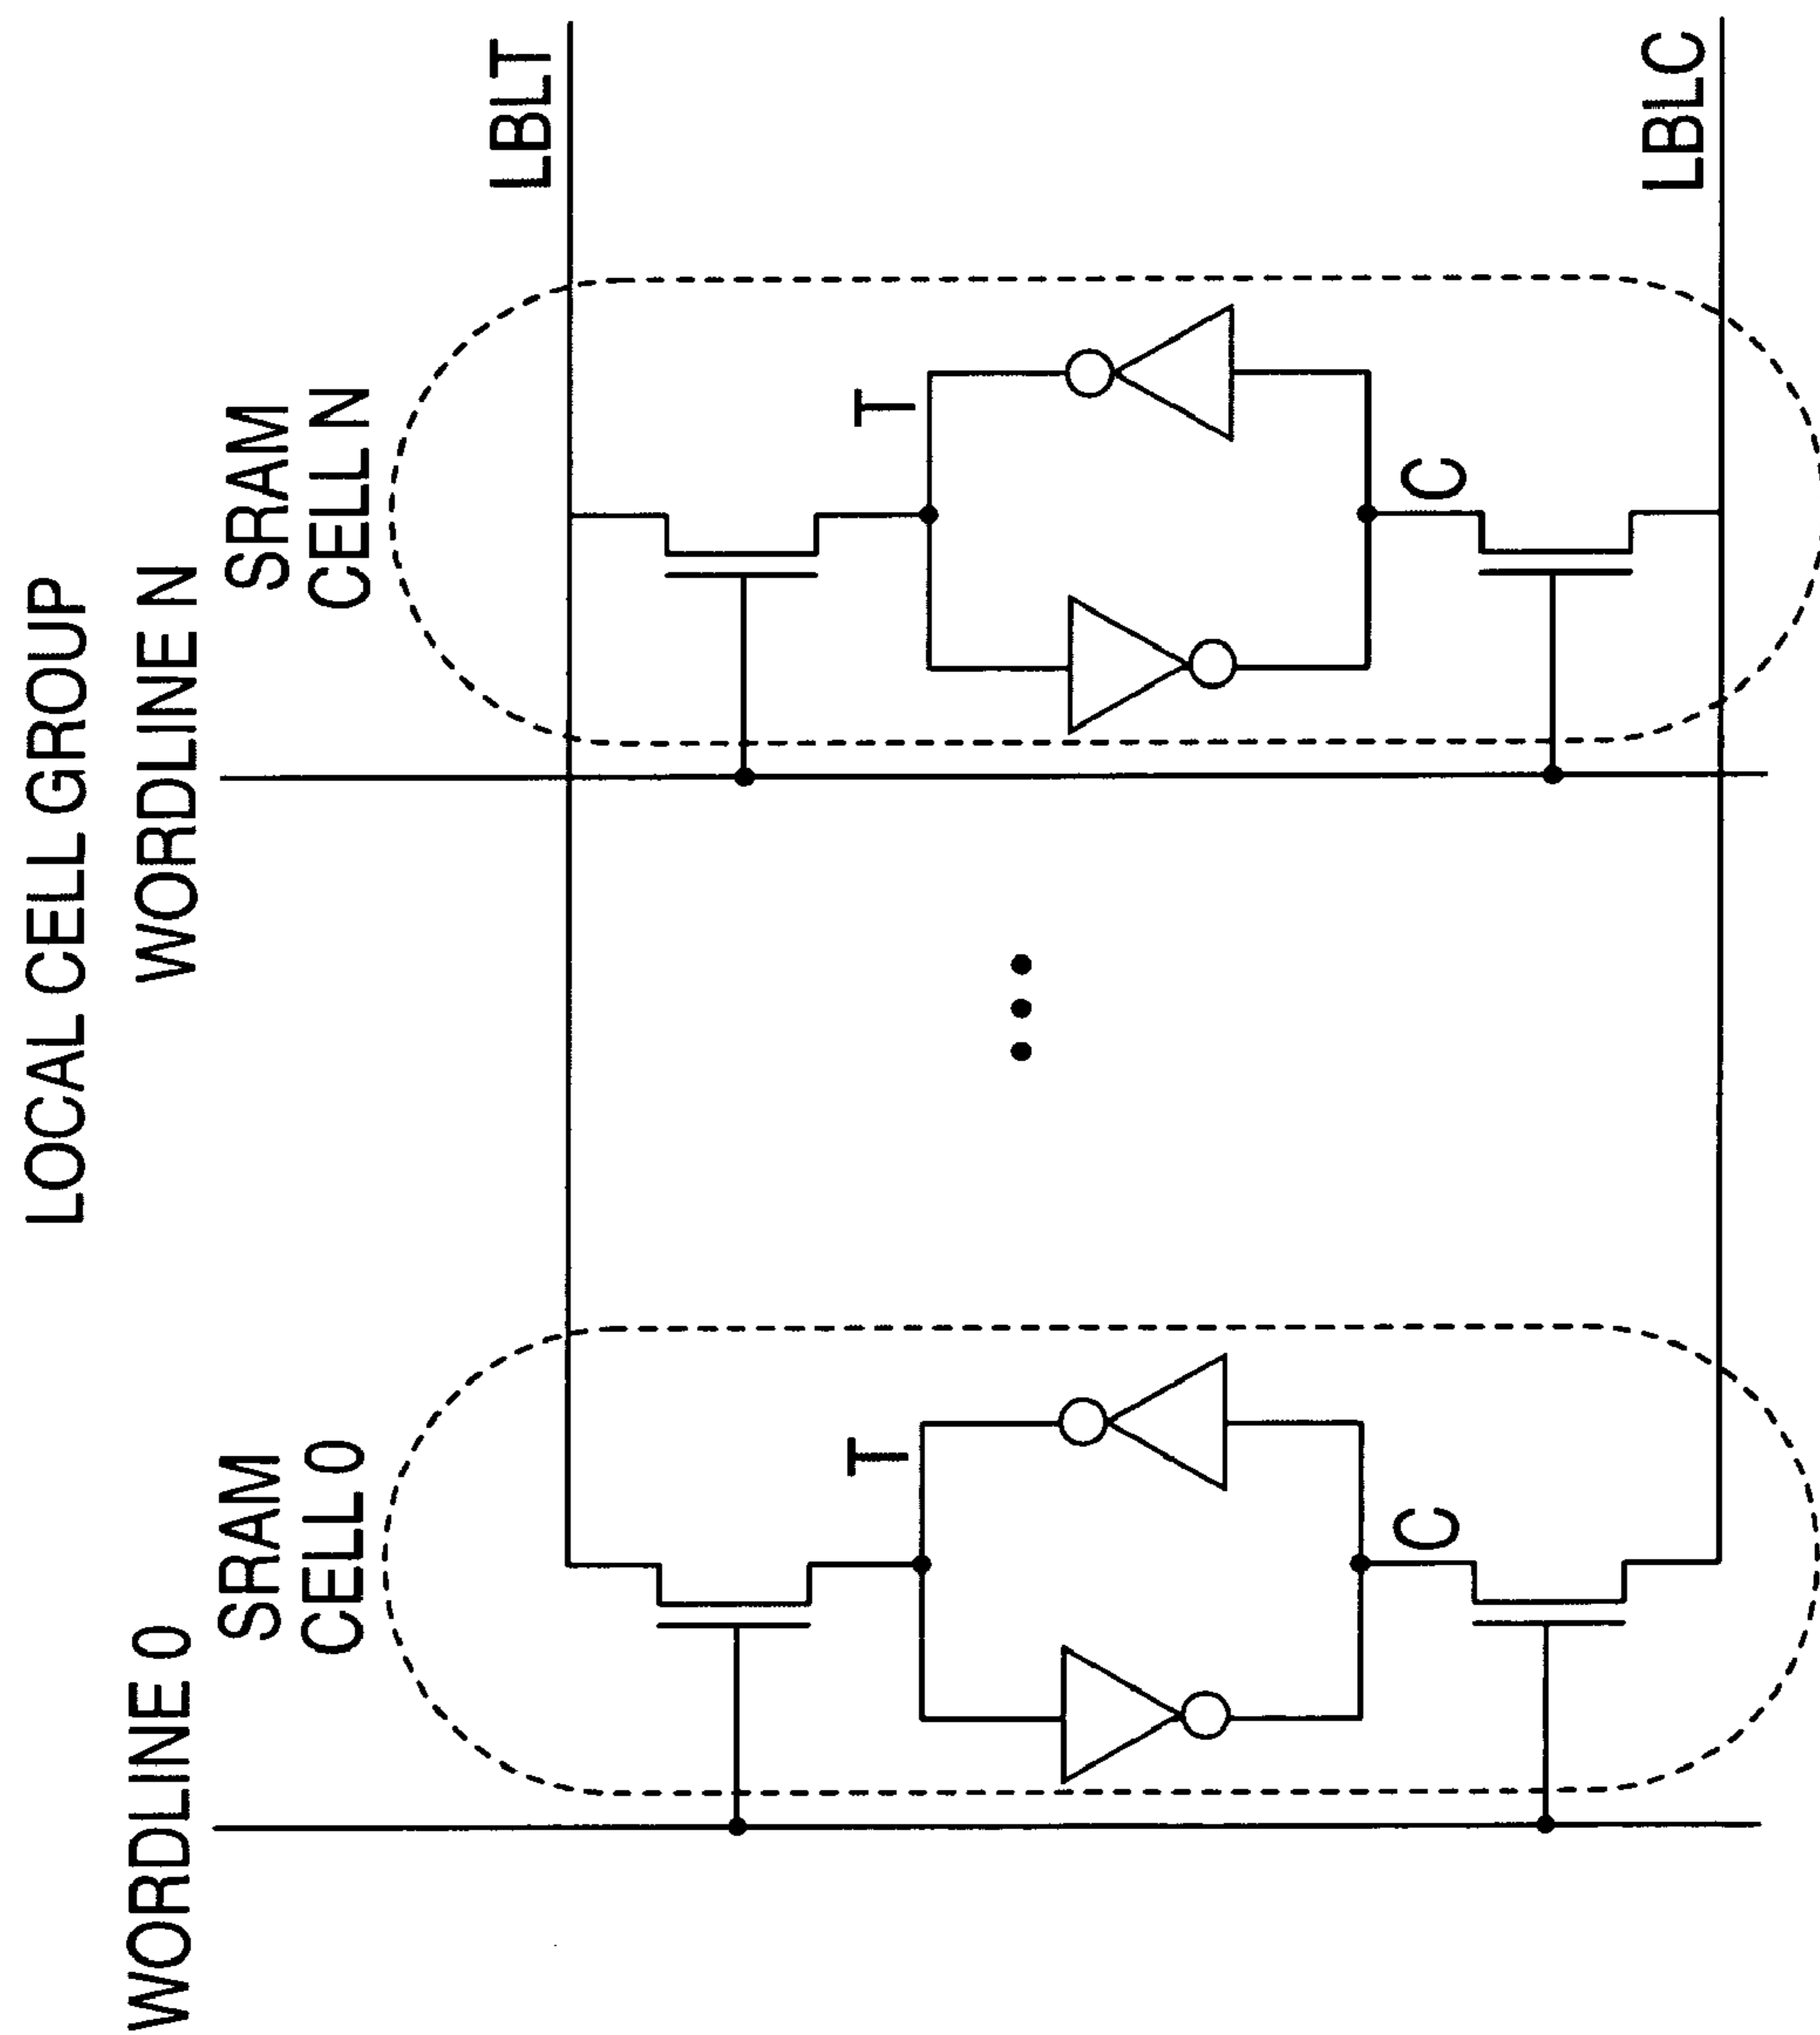 LOCAL CELL GROUP
WORDLINE 0
WORDLINE N
SRAM
CELL 0
SRAM
CELL N
LBLT
T
T
C
C
LBLC